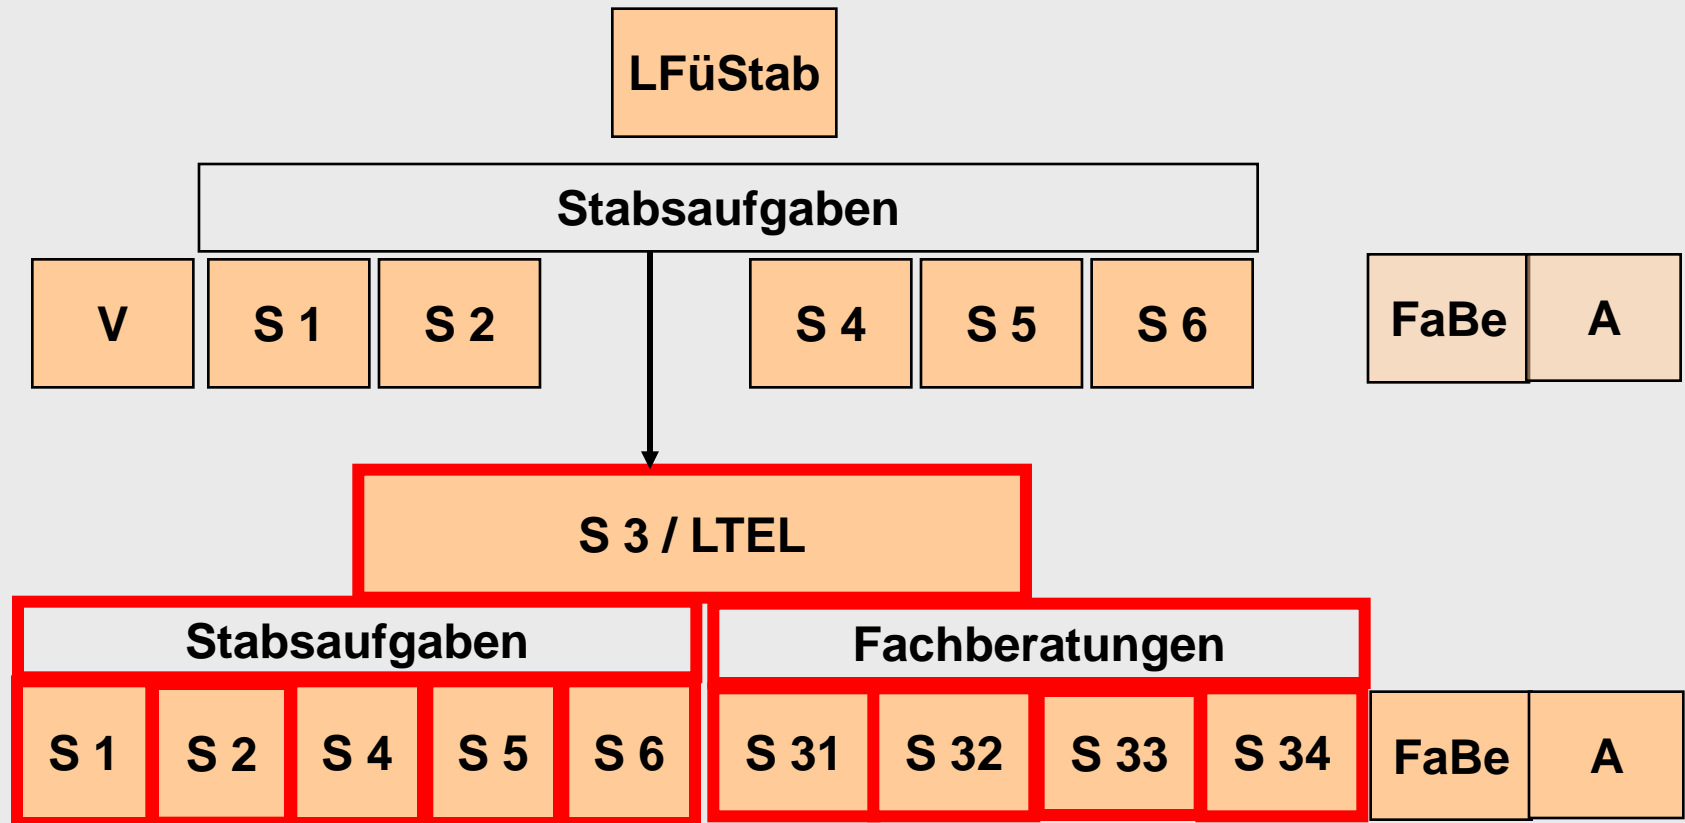 LFüStab
Stabsaufgaben
V
S 1
S 2
S 4
S 5
S 6
FaBe
A
S 3 / LTEL
Stabsaufgaben
Fachberatungen
S 1
S 2
S 4
S 5
S 6
S 31
S 32
S 33
S 34
FaBe
A